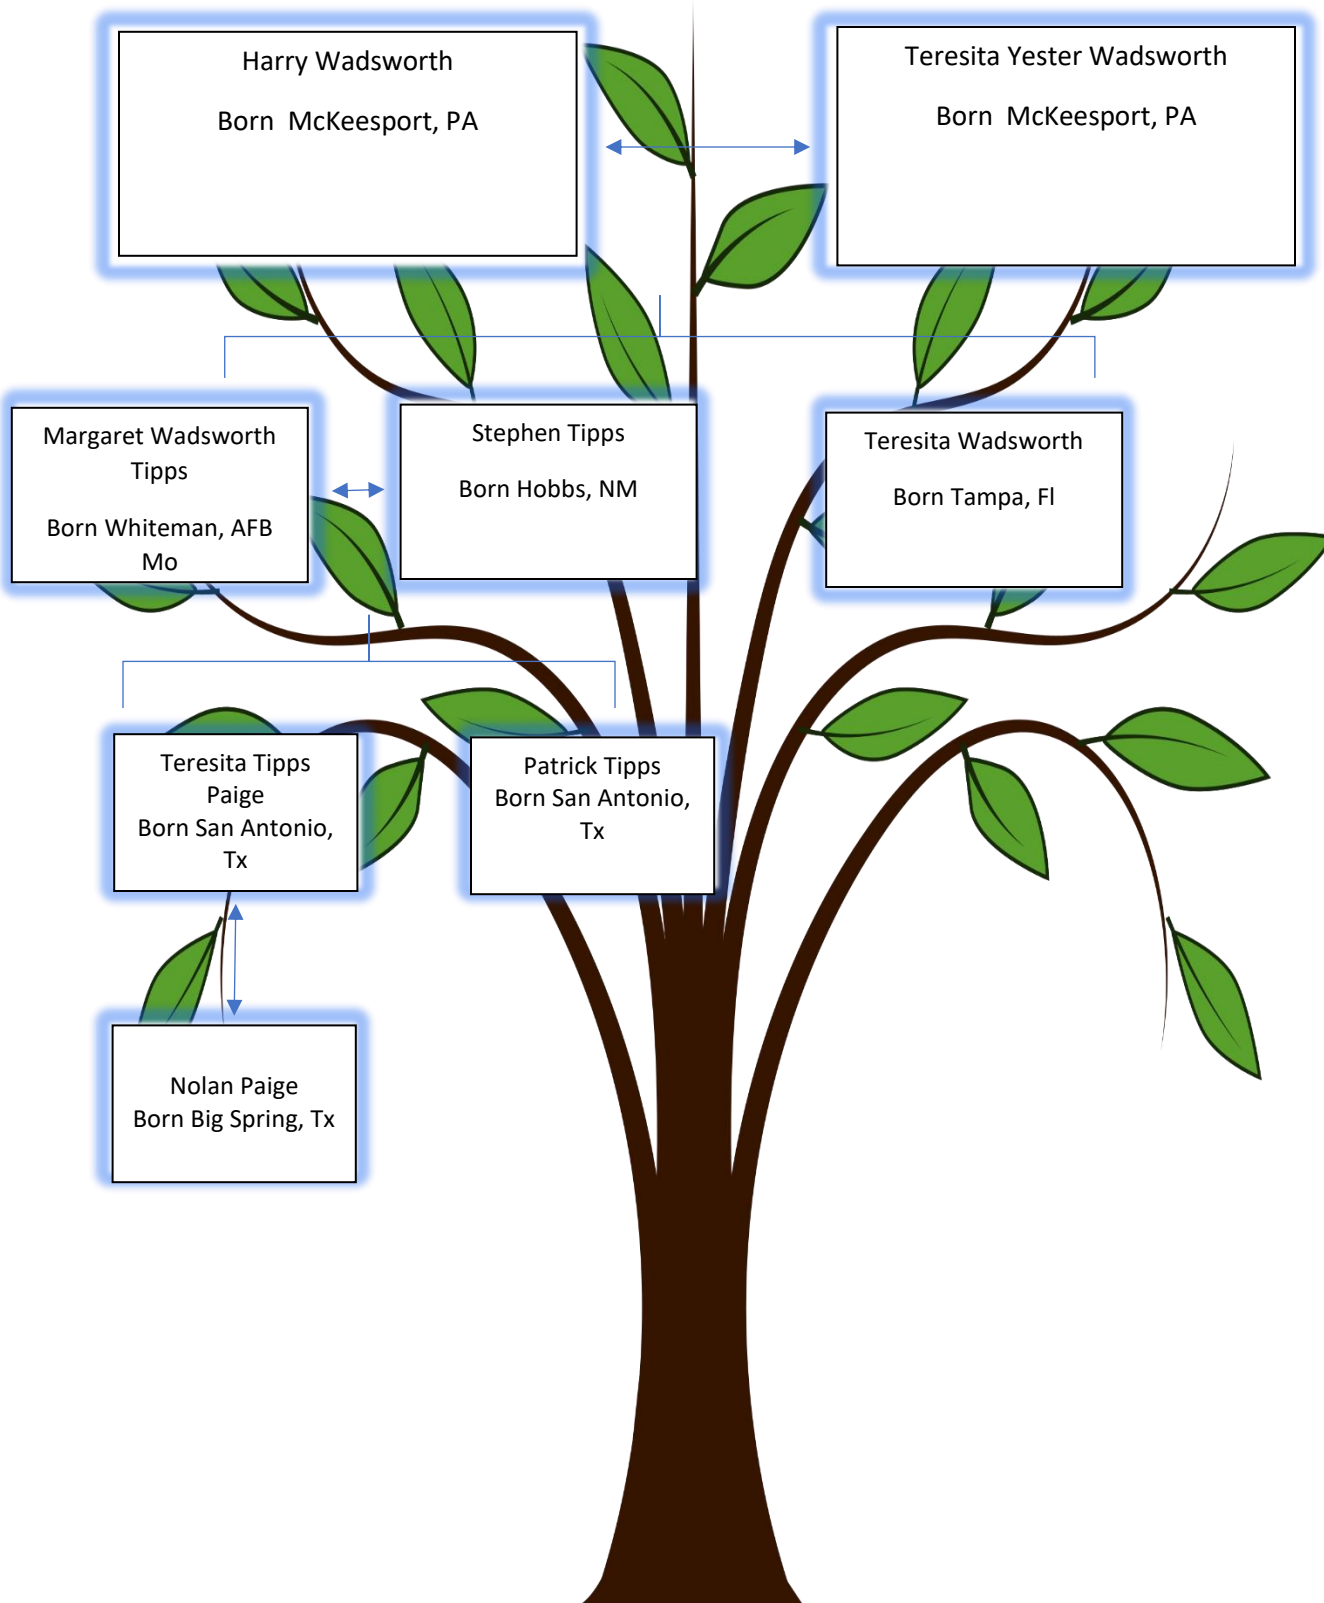 Harry Wadsworth
Born  McKeesport, PA
Teresita Yester Wadsworth
Born  McKeesport, PA
Margaret Wadsworth
Tipps
Born Whiteman, AFB
Mo
Stephen Tipps
Born Hobbs, NM
Teresita Wadsworth
Born Tampa, Fl
Teresita Tipps
Paige
Born San Antonio,
Tx
Patrick Tipps
Born San Antonio,
Tx
Nolan Paige
Born Big Spring, Tx